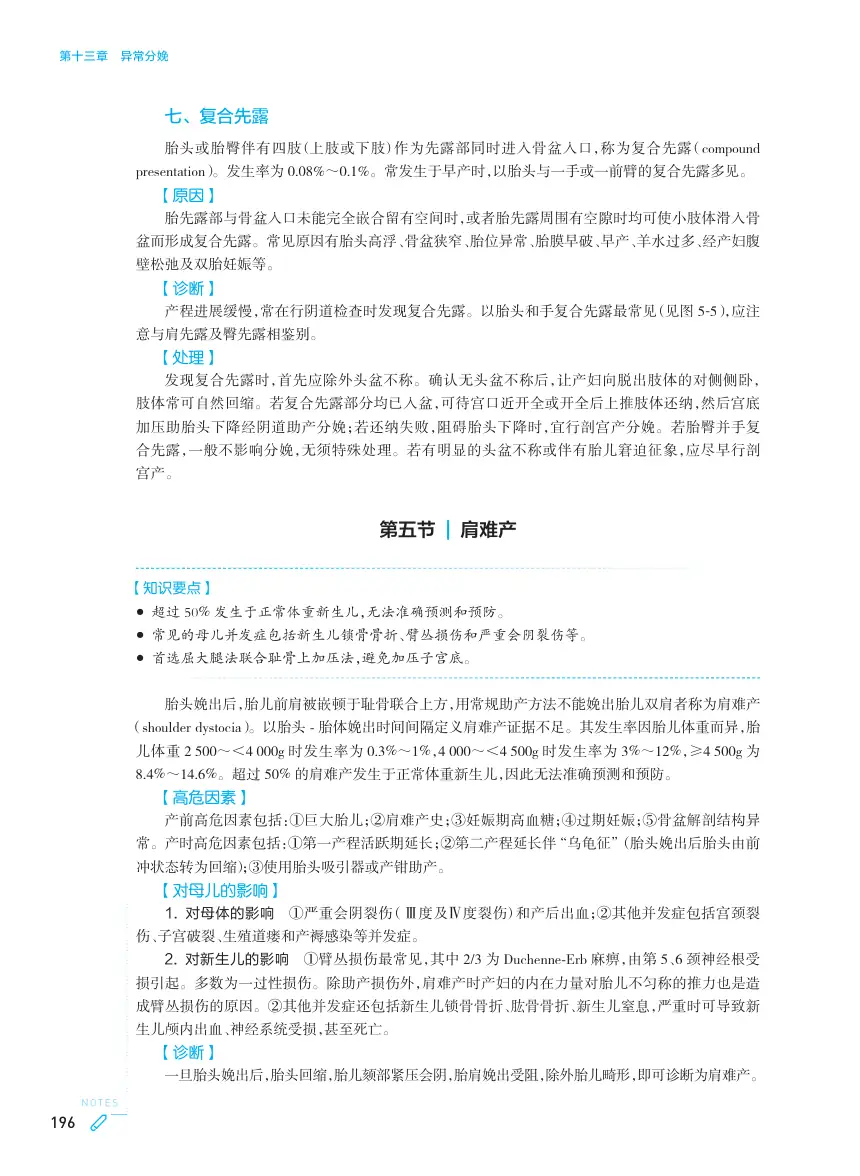 第十三章 异常分娩
七、复合先露
胎头或胎臀伴有四肢(上肢或下肢)作为先露部同时进入骨盆入口,称为复合先露(compound
presentation)。发生率为 0.08%～0.1%。常发生于早产时,以胎头与一手或一前臂的复合先露多见。
【原因】
胎先露部与骨盆入口未能完全嵌合留有空间时,或者胎先露周围有空隙时均可使小肢体滑入骨
盆而形成复合先露。常见原因有胎头高浮、骨盆狭窄、胎位异常、胎膜早破、早产、羊水过多、经产妇腹
壁松弛及双胎妊娠等。
【诊断】
产程进展缓慢,常在行阴道检查时发现复合先露。以胎头和手复合先露最常见(见图 5-5),应注
意与肩先露及臀先露相鉴别。
【处理】
发现复合先露时,首先应除外头盆不称。确认无头盆不称后,让产妇向脱出肢体的对侧侧卧,
肢体常可自然回缩。若复合先露部分均已入盆,可待宫口近开全或开全后上推肢体还纳,然后宫底
加压助胎头下降经阴道助产分娩;若还纳失败,阻碍胎头下降时,宜行剖宫产分娩。若胎臀并手复
合先露,一般不影响分娩,无须特殊处理。若有明显的头盆不称或伴有胎儿窘迫征象,应尽早行剖
宫产。
第五节 | 肩难产
【知识要点】
● 超过 50% 发生于正常体重新生儿,无法准确预测和预防。
● 常见的母儿并发症包括新生儿锁骨骨折、臂丛损伤和严重会阴裂伤等。
● 首选屈大腿法联合耻骨上加压法,避免加压子宫底。
胎头娩出后,胎儿前肩被嵌顿于耻骨联合上方,用常规助产方法不能娩出胎儿双肩者称为肩难产
(shoulder dystocia)。以胎头 - 胎体娩出时间间隔定义肩难产证据不足。其发生率因胎儿体重而异,胎
儿体重 2 500～＜4 000g 时发生率为 0.3%～1%,4 000～＜4 500g 时发生率为 3%～12%,≥4 500g 为
8.4%～14.6%。超过 50% 的肩难产发生于正常体重新生儿,因此无法准确预测和预防。
【高危因素】
产前高危因素包括:①巨大胎儿;②肩难产史;③妊娠期高血糖;④过期妊娠;⑤骨盆解剖结构异
常。产时高危因素包括:①第一产程活跃期延长;②第二产程延长伴“乌龟征”(胎头娩出后胎头由前
冲状态转为回缩);③使用胎头吸引器或产钳助产。
【对母儿的影响】
1. 对母体的影响 ①严重会阴裂伤(Ⅲ度及Ⅳ度裂伤)和产后出血;②其他并发症包括宫颈裂
伤、子宫破裂、生殖道瘘和产褥感染等并发症。
2. 对新生儿的影响 ①臂丛损伤最常见,其中 2/3 为 Duchenne-Erb 麻痹,由第 5、6 颈神经根受
损引起。多数为一过性损伤。除助产损伤外,肩难产时产妇的内在力量对胎儿不匀称的推力也是造
成臂丛损伤的原因。②其他并发症还包括新生儿锁骨骨折、肱骨骨折、新生儿窒息,严重时可导致新
生儿颅内出血、神经系统受损,甚至死亡。
【诊断】
一旦胎头娩出后,胎头回缩,胎儿颏部紧压会阴,胎肩娩出受阻,除外胎儿畸形,即可诊断为肩难产。
NOTES
196